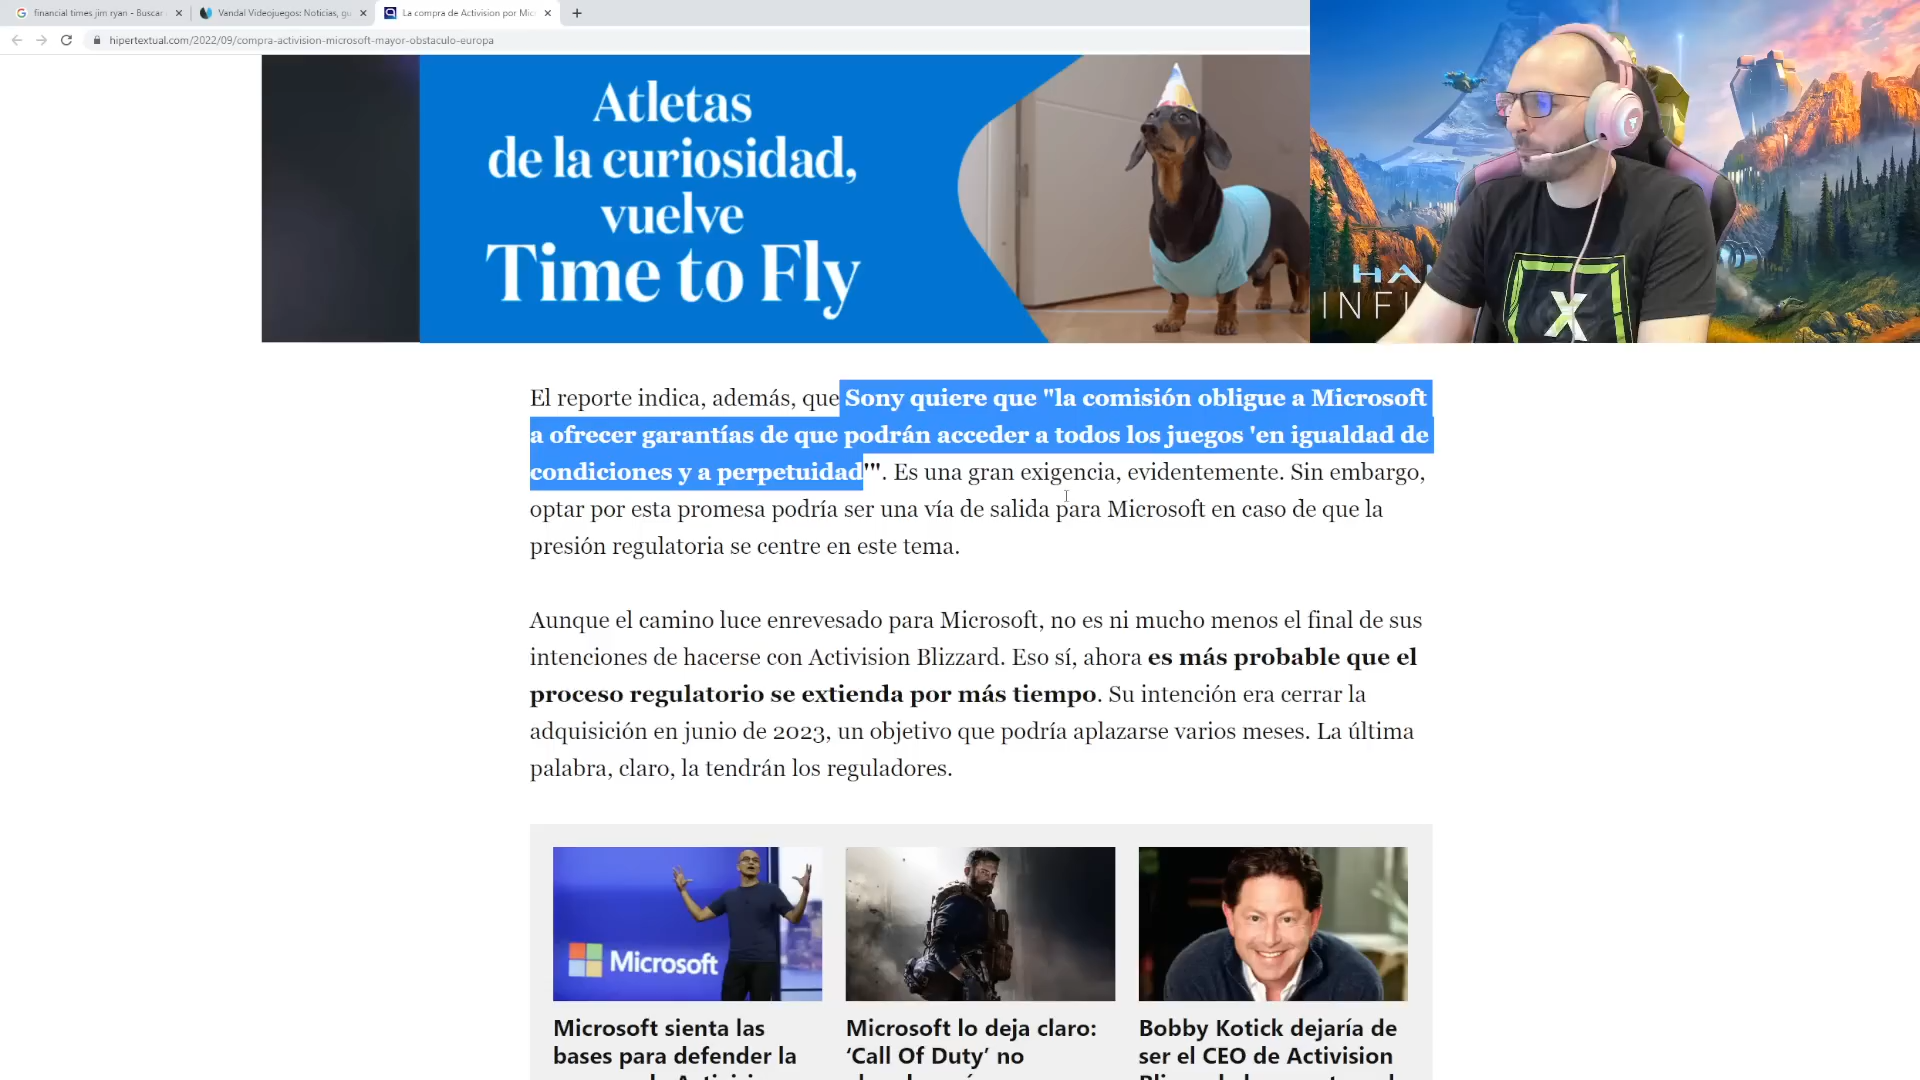 financial times jim ryan - Buscar
Vandal Videojuegos: Noticias, gu
La compra de Activision por Mic
hipertextual.com/2022/09/compra-activision-microsoft-mayor-obstaculo-europa
Atletas
de la curiosidad,
vuelve
Time to Fly
INFI
El reporte indica, además, que Sony quiere que "la comisión obligue a Microsoft
a ofrecer garantías de que podrán acceder a todos los juegos 'en igualdad de
condiciones y a perpetuidad'". Es una gran exigencia, evidentemente. Sin embargo,
optar por esta promesa podría ser una vía de salida para Microsoft en caso de que la
presión regulatoria se centre en este tema.
Aunque el camino luce enrevesado para Microsoft, no es ni mucho menos el final de sus
intenciones de hacerse con Activision Blizzard. Eso sí, ahora es más probable que el
proceso regulatorio se extienda por más tiempo. Su intención era cerrar la
adquisición en junio de 2023, un objetivo que podría aplazarse varios meses. La última
palabra, claro, la tendrán los reguladores.
Microsoft
Microsoft sienta las
bases para defender la
Microsoft lo deja claro:
‘Call Of Duty’ no
Bobby Kotick dejaría de
ser el CEO de Activision